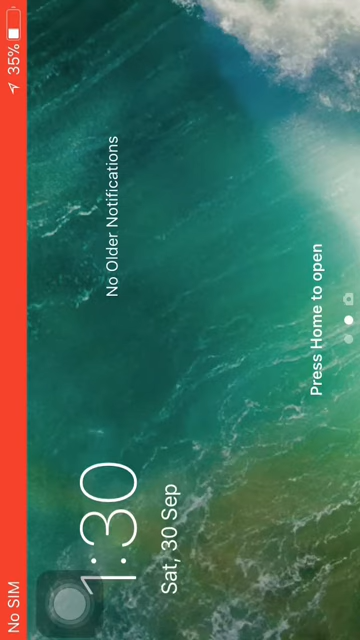 No SIM
35%
1:30
Sat, 30 Sep
No Older Notifications
Press Home to open